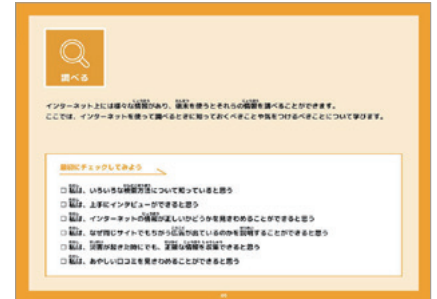 調べる
インターネット上には様々な情報があり、端末を使うとそれらの情報を調べることができます。
ここでは、インターネットを使って調べるときに知っておくべきことや気をつけるべきことについて学びます。
最初にチェックしてみよう
□ 私は、いろいろな検索方法について知っていると思う
□ 私は、上手にインタビューができると思う
□ 私は、インターネットの情報が正しいかどうかを見きわめることができると思う
□ 私は、なぜ同じサイトでもちがう広告が出ているのかを説明することができると思う
□ 私は、災害が起きた時にでも、正確な情報を収集できると思う
□ 私は、あやしい口コミを見きわめることができると思う